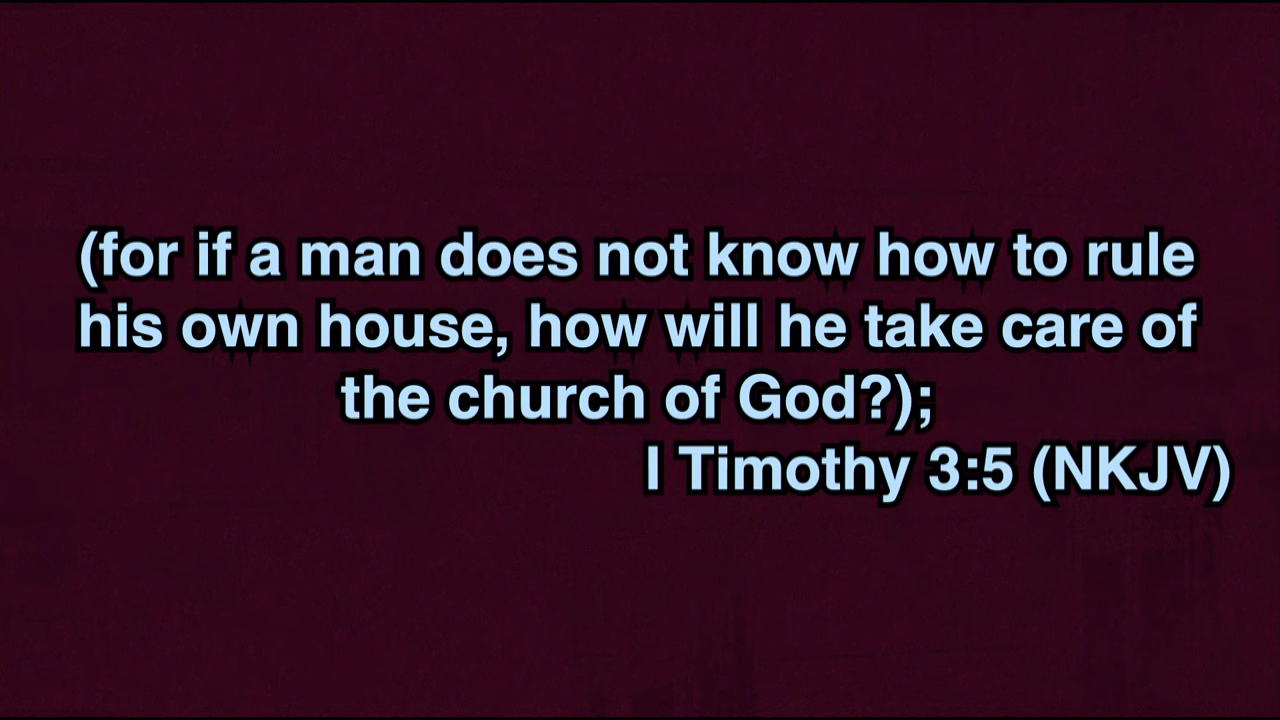 (for if a man does not know how to rule
his own house, how will he take care of
the church of God?);
I Timothy 3:5 (NKJV)